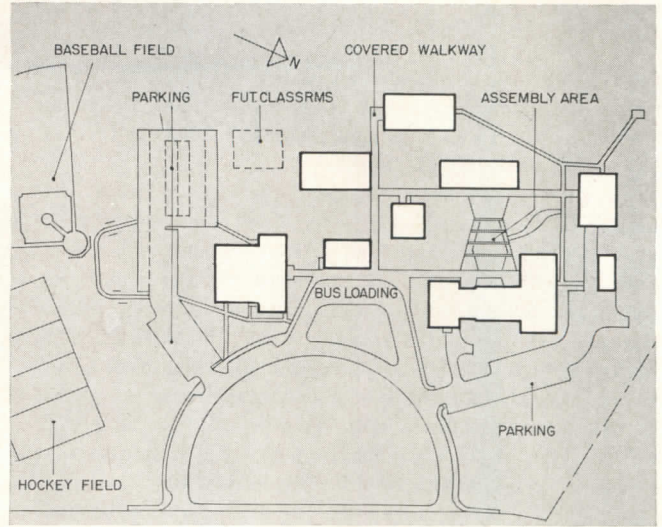 BASEBALL FIELD
N
COVERED WALKWAY
PARKING
FUT. CLASSRMS
ASSEMBLY AREA
BUS LOADING
PARKING
HOCKEY FIELD